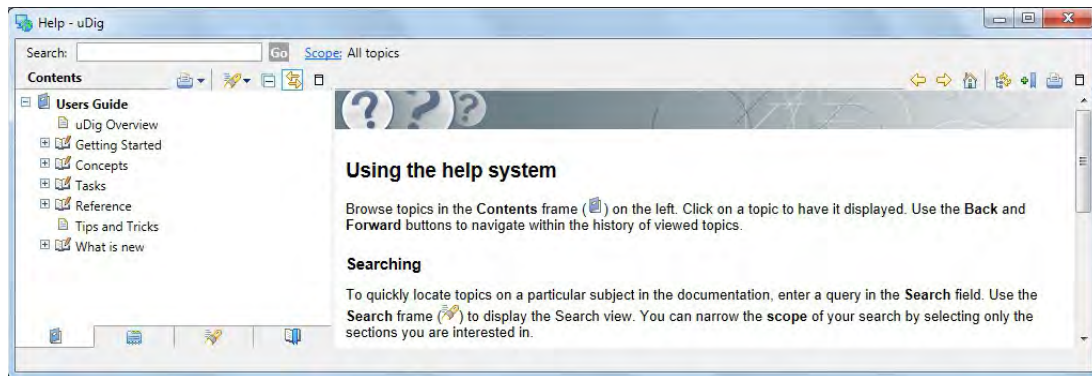 Help - uDig
Search:
Go
Scope: All topics
Contents
Users Guide
uDig Overview
Getting Started
Concepts
Tasks
Reference
Tips and Tricks
What is new
???
Using the help system
Browse topics in the Contents frame () on the left. Click on a topic to have it displayed. Use the Back and
Forward buttons to navigate within the history of viewed topics.
Searching
To quickly locate topics on a particular subject in the documentation, enter a query in the Search field. Use the
Search frame () to display the Search view. You can narrow the scope of your search by selecting only the
sections you are interested in.